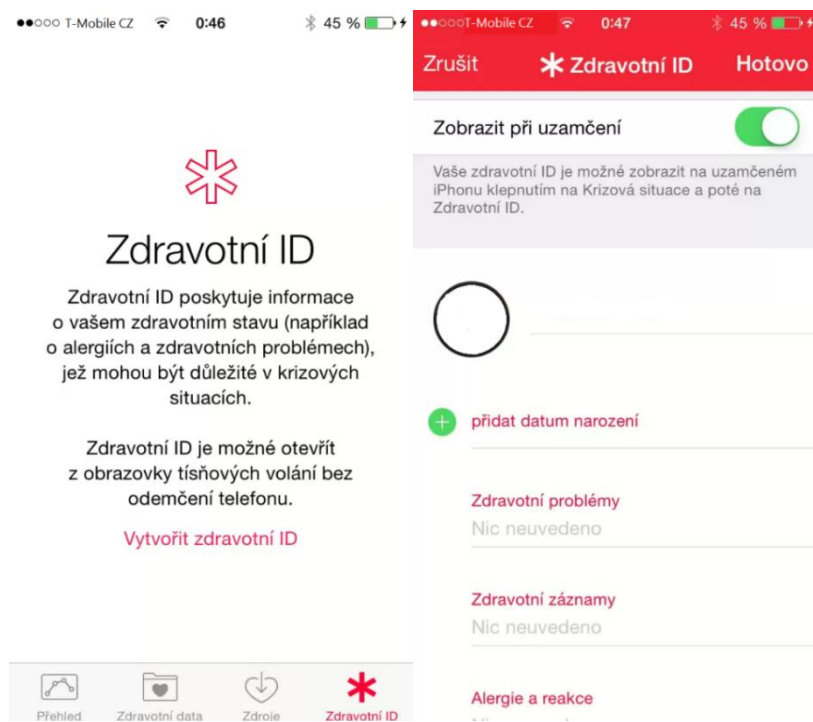 T-Mobile CZ 0:46 45 %
Zdravotní ID
Zdravotní ID poskytuje informace
o vašem zdravotním stavu (například
o alergiích a zdravotních problémech),
jež mohou být důležité v krizových
situacích.
Zdravotní ID je možné otevřít
z obrazovky tísňových volání bez
odemčení telefonu.
Vytvořit zdravotní ID
Přehled Zdravotní data Zdroje Zdravotní ID
T-Mobile CZ 0:47 45 %
Zrušit Zdravotní ID Hotovo
Zobrazit při uzamčení
Vaše zdravotní ID je možné zobrazit na uzamčeném
iPhonu klepnutím na Krizová situace a poté na
Zdravotní ID.
přidat datum narození
Zdravotní problémy
Nic neuvedeno
Zdravotní záznamy
Nic neuvedeno
Alergie a reakce